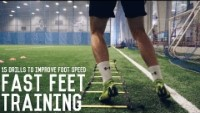 15 DRILLS TO IMPROVE FOOT SPEED
FAST FEET
TRAINING